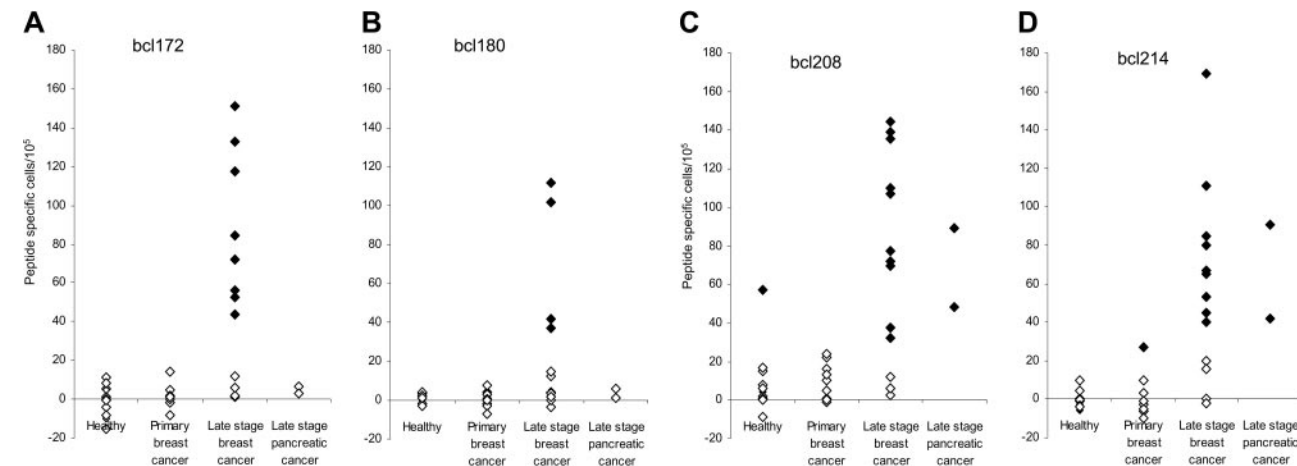 A
bcl172
Peptide specific cells/10⁵
180
160
140
120
100
80
60
40
20
0
-20
Healthy
Primary
breast
cancer
Late stage
breast
cancer
Late stage
pancreatic
cancer
B
bcl180
180
160
140
120
100
80
60
40
20
0
-20
Healthy
Primary
breast
cancer
Late stage
breast
cancer
Late stage
pancreatic
cancer
C
bcl208
Peptide specific cells/10⁵
180
160
140
120
100
80
60
40
20
0
-20
Healthy
Primary
breast
cancer
Late stage
breast
cancer
Late stage
pancreatic
cancer
D
bcl214
180
160
140
120
100
80
60
40
20
0
-20
Healthy
Primary
breast
cancer
Late stage
breast
cancer
Late stage
pancreatic
cancer